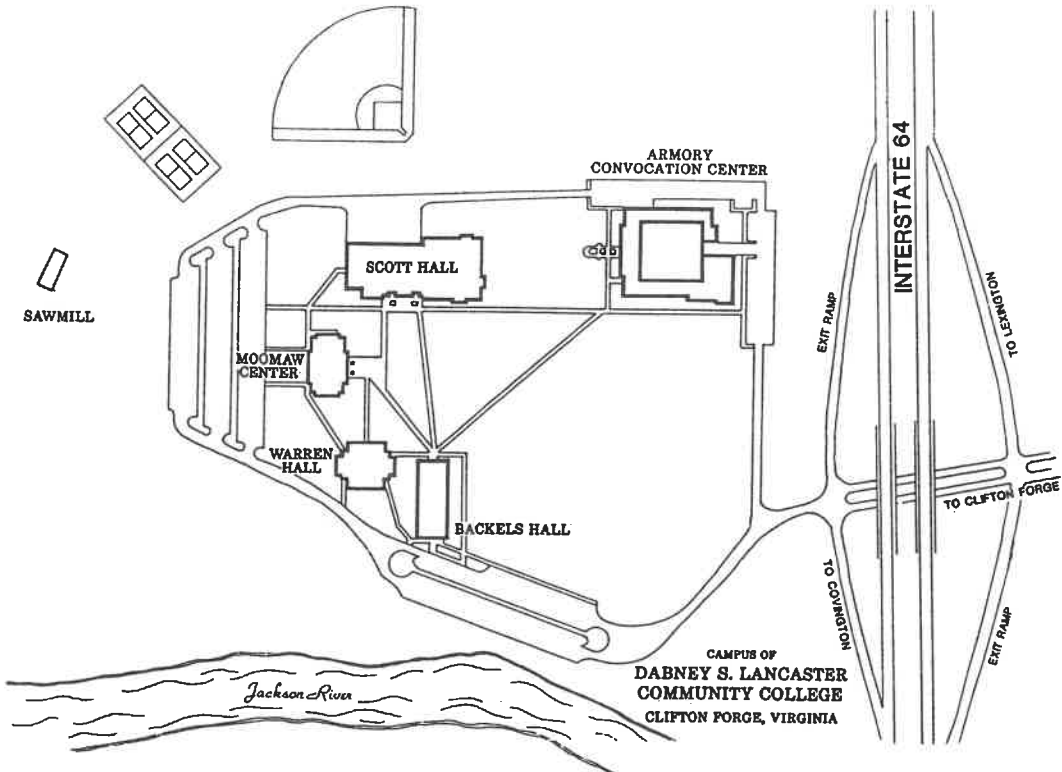 ARMORY
CONVOCATION CENTER
INTERSTATE 64
SCOTT HALL
SAWMILL
EXIT RAMP
TO LEXINGTON
MOOMAW
CENTER
WARREN
HALL
BACKELS HALL
TO CLIFTON FORGE
TO COVINGTON
EXIT RAMP
CAMPUS OF
DABNEY S. LANCASTER
COMMUNITY COLLEGE
CLIFTON FORGE, VIRGINIA
Jackson River